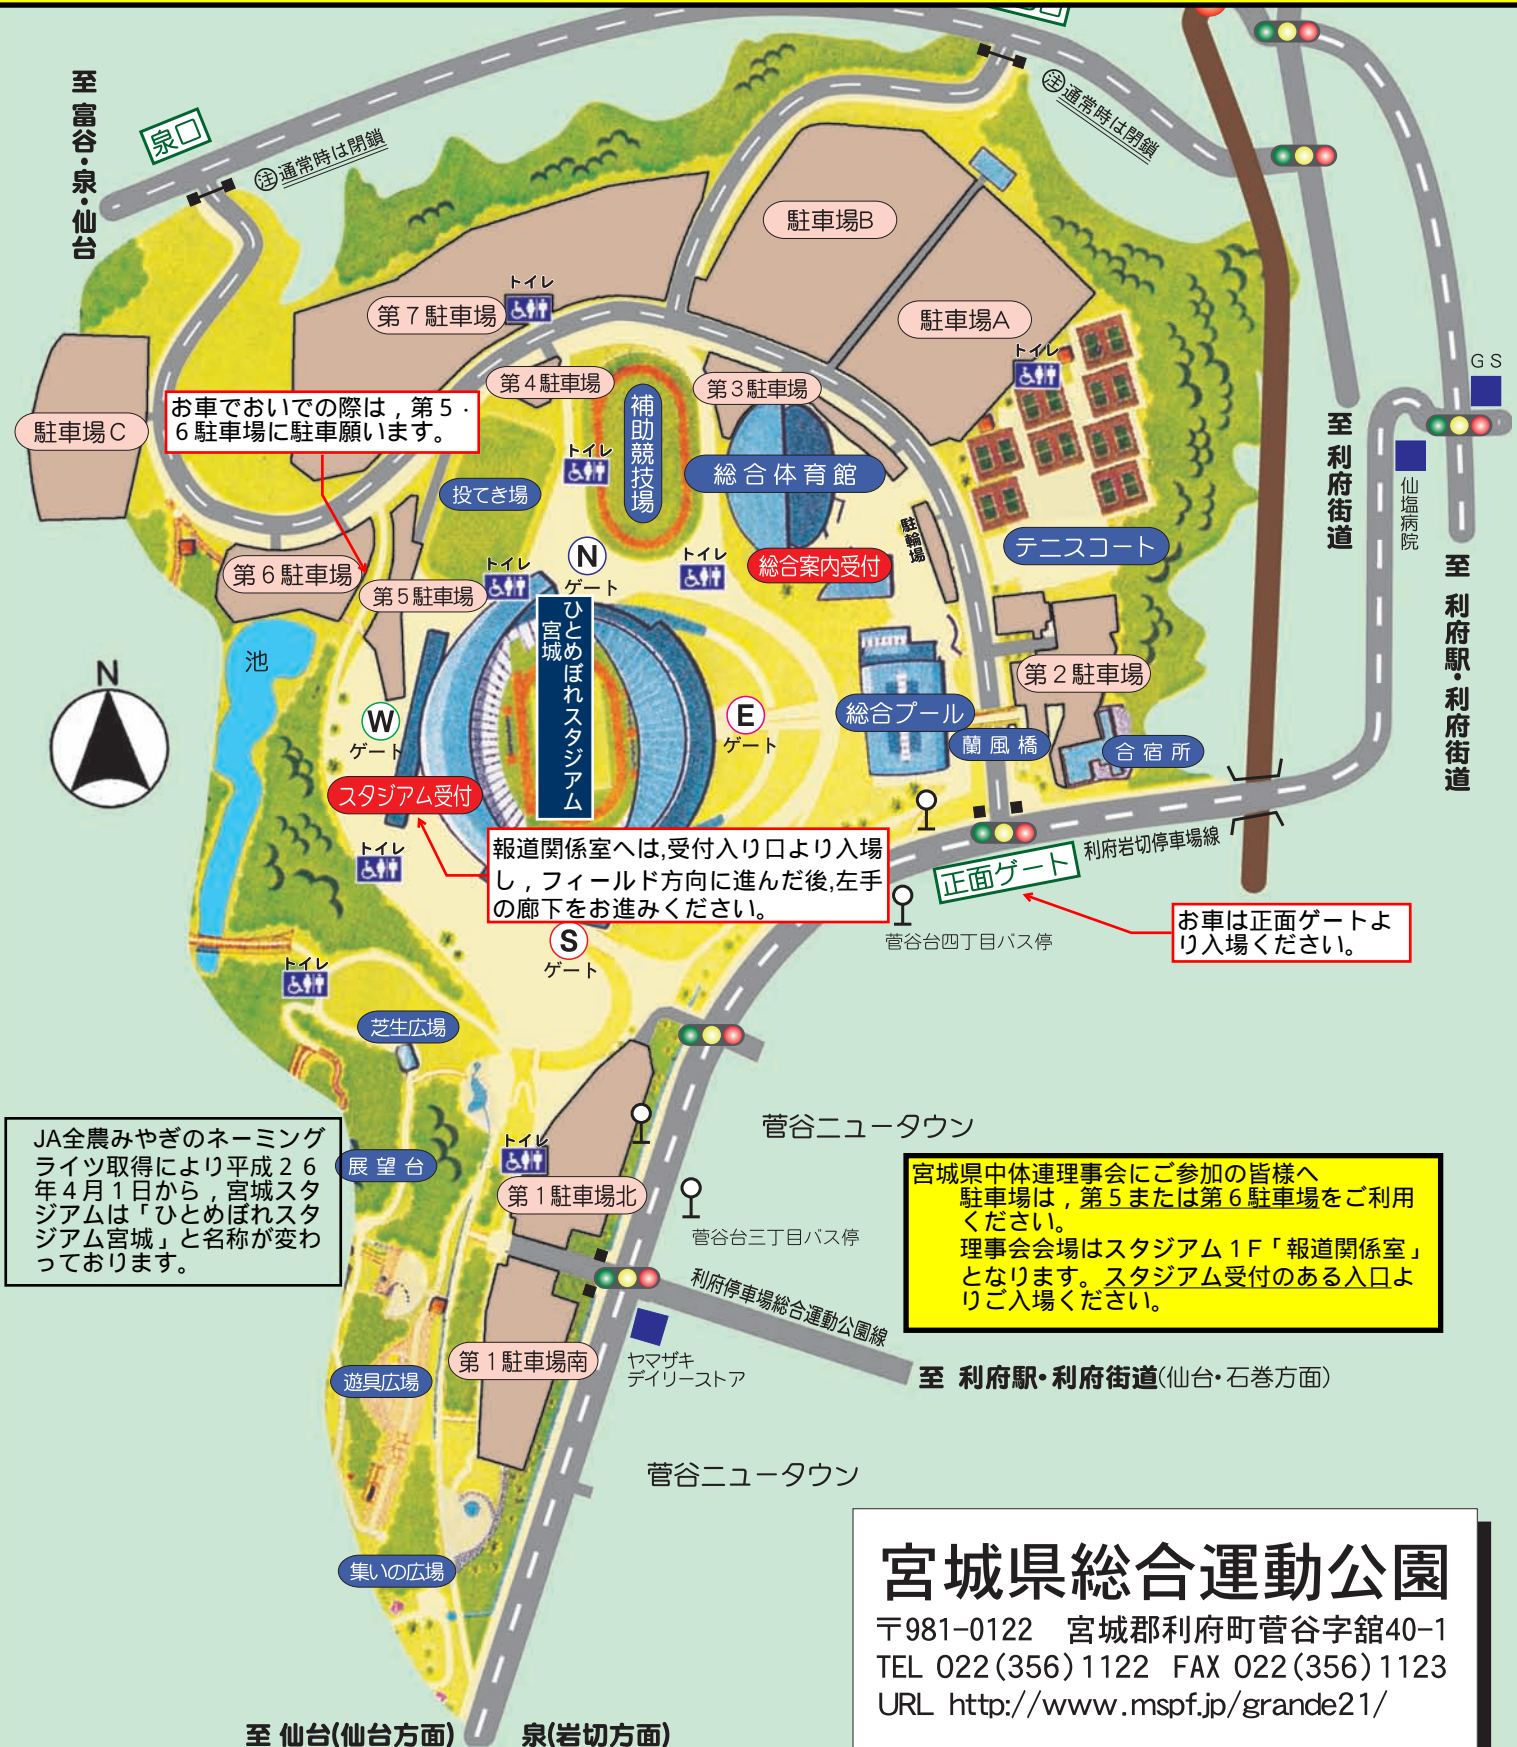 至 富谷・泉・仙台
泉口
㊟通常時は閉鎖
㊟通常時は閉鎖
駐車場B
駐車場A
第７駐車場
トイレ
トイレ
第４駐車場
第３駐車場
補助競技場
駐車場C
お車でおいでの際は，第５・
６駐車場に駐車願います。
トイレ
投てき場
総合体育館
駐輪場
テニスコート
GS
至 利府街道
仙塩病院
至 利府駅・利府街道
第６駐車場
第５駐車場
トイレ
N
ゲート
トイレ
総合案内受付
ひとめぼれスタジアム
宮城
池
N
W
ゲート
E
ゲート
総合プール
蘭風橋
第２駐車場
合宿所
スタジアム受付
トイレ
報道関係室へは,受付入り口より入場
し，フィールド方向に進んだ後,左手
の廊下をお進みください。
正面ゲート
利府岩切停車場線
お車は正面ゲートよ
り入場ください。
菅谷台四丁目バス停
S
ゲート
トイレ
芝生広場
JA全農みやぎのネーミング
ライツ取得により平成２６
年４月１日から，宮城スタ
ジアムは「ひとめぼれスタ
ジアム宮城」と名称が変わ
っております。
展望台
トイレ
第１駐車場北
菅谷ニュータウン
菅谷台三丁目バス停
宮城県中体連理事会にご参加の皆様へ
駐車場は，第５または第６駐車場をご利用
ください。
理事会会場はスタジアム１F「報道関係室」
となります。スタジアム受付のある入口よ
りご入場ください。
利府停車場総合運動公園線
第１駐車場南
ヤマザキ
デイリーストア
至 利府駅・利府街道(仙台・石巻方面)
遊具広場
菅谷ニュータウン
集いの広場
宮城県総合運動公園
〒981-0122 宮城郡利府町菅谷字舘40-1
TEL 022(356)1122 FAX 022(356)1123
URL http://www.mspf.jp/grande21/
至 仙台(仙台方面)
泉(岩切方面)